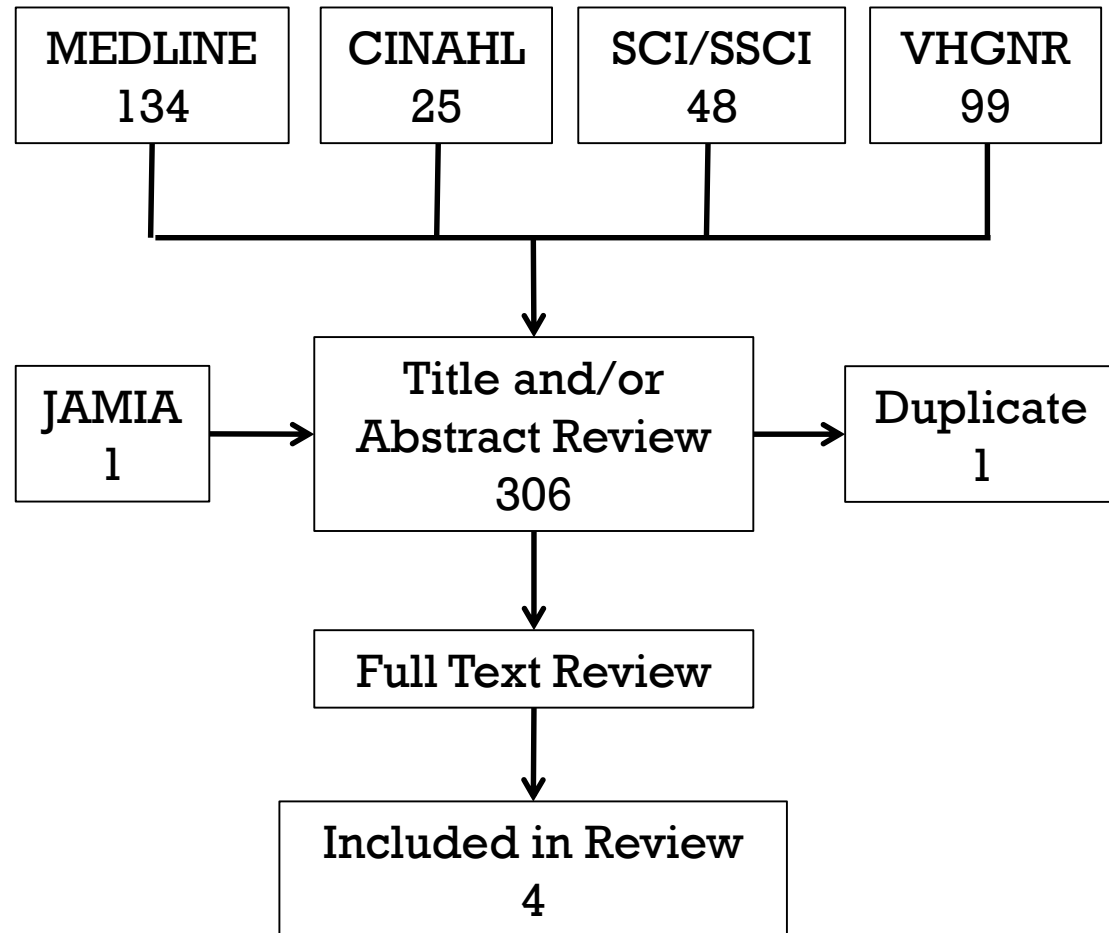 MEDLINE
134
CINAHL
25
SCI/SSCI
48
VHGNR
99
JAMIA
1
Title and/or
Abstract Review
306
Duplicate
1
Full Text Review
Included in Review
4